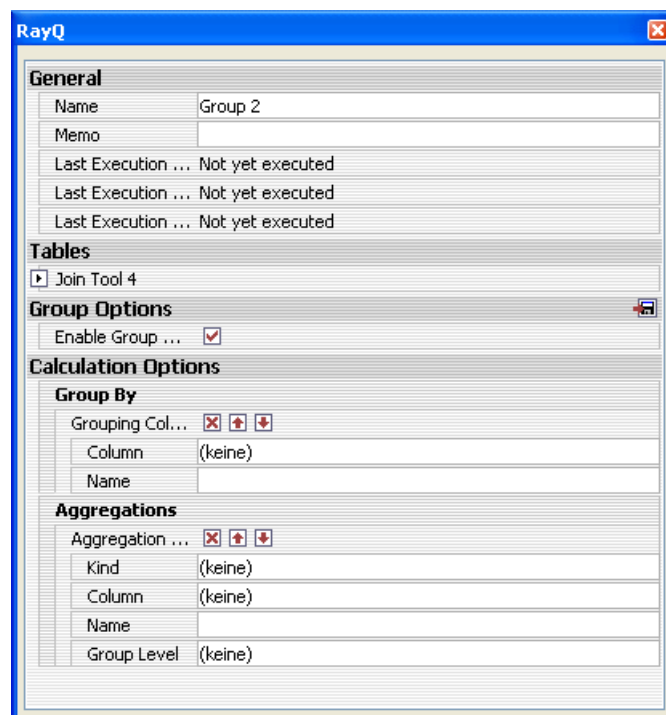 RayQ
General
Name Group 2
Memo
Last Execution ... Not yet executed
Last Execution ... Not yet executed
Last Execution ... Not yet executed
Tables
Join Tool 4
Group Options
Enable Group ...
Calculation Options
Group By
Grouping Col...
Column (keine)
Name
Aggregations
Aggregation ...
Kind (keine)
Column (keine)
Name
Group Level (keine)